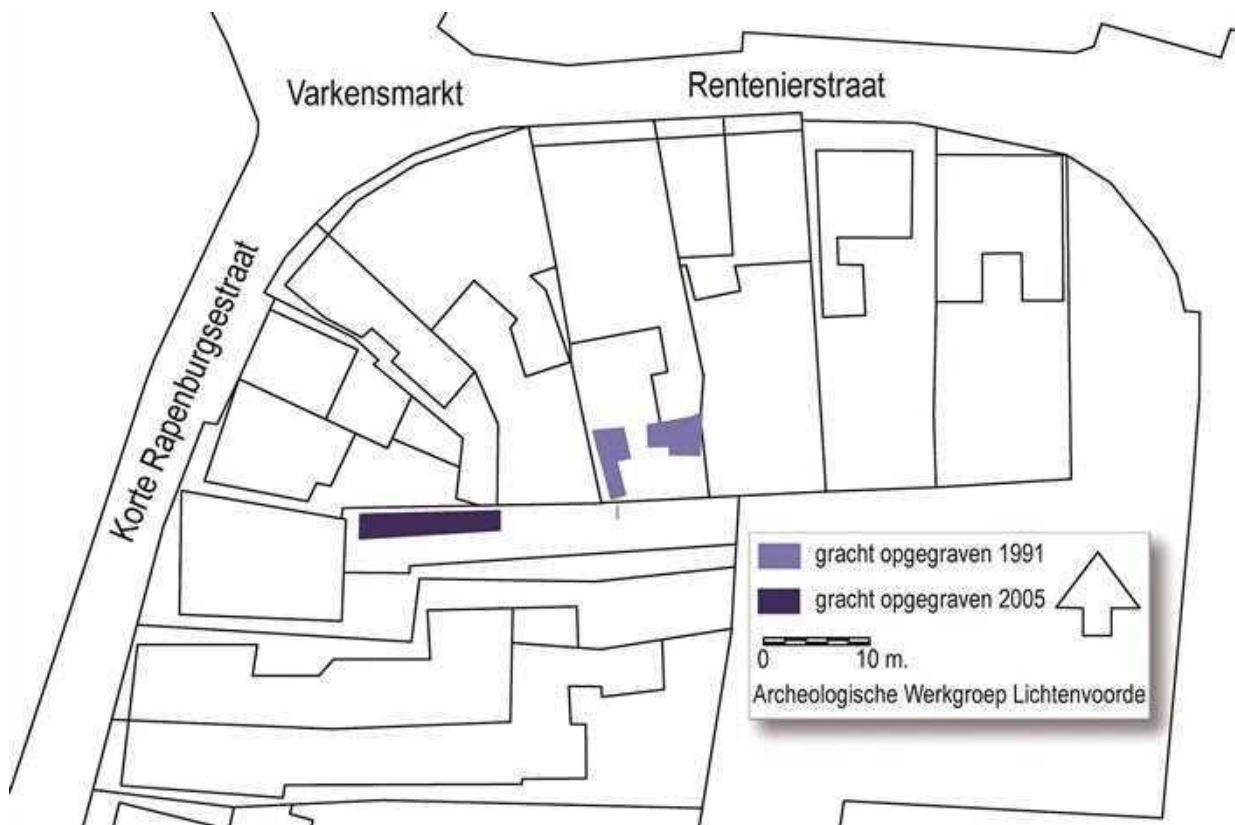 Varkensmarkt
Rentenierstraat
Korte Rapenburgsestraat
gracht opgegraven 1991
gracht opgegraven 2005
0 10 m.
Archeologische Werkgroep Lichtenvoorde